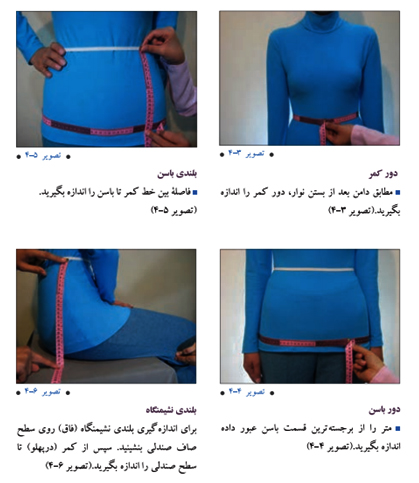 تصویر ۳-۴
دور کمر
مطابق دامن بعد از بستن نوار، دور کمر را اندازه
بگیرید.(تصویر ۳-۴)
تصویر ۵-۴
بلندی باسن
فاصلهٔ بین خط کمر تا باسن را اندازه بگیرید.
(تصویر ۵-۴)
تصویر ۴-۴
دور باسن
متر را از برجسته‌ترین قسمت باسن عبور داده
اندازه بگیرید.(تصویر ۴-۴)
تصویر ۶-۴
بلندی نشیمنگاه
برای اندازه‌گیری بلندی نشیمنگاه (فاق) روی سطح
صاف صندلی بنشینید. سپس از کمر (درپهلو) تا
سطح صندلی را اندازه بگیرید.(تصویر ۶-۴)